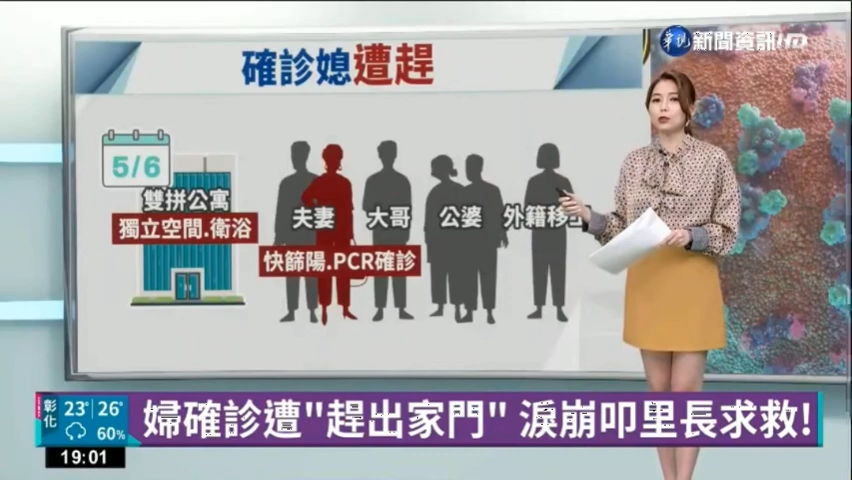 華視新聞資訊HD
確診媳遭趕
5/6
雙拼公寓
獨立空間.衛浴
夫妻
大哥
公婆
外籍移工
快篩陽.PCR確診
彰化
23° 26°
60%
19:01
婦確診遭"趕出家門" 淚崩叩里長求救!